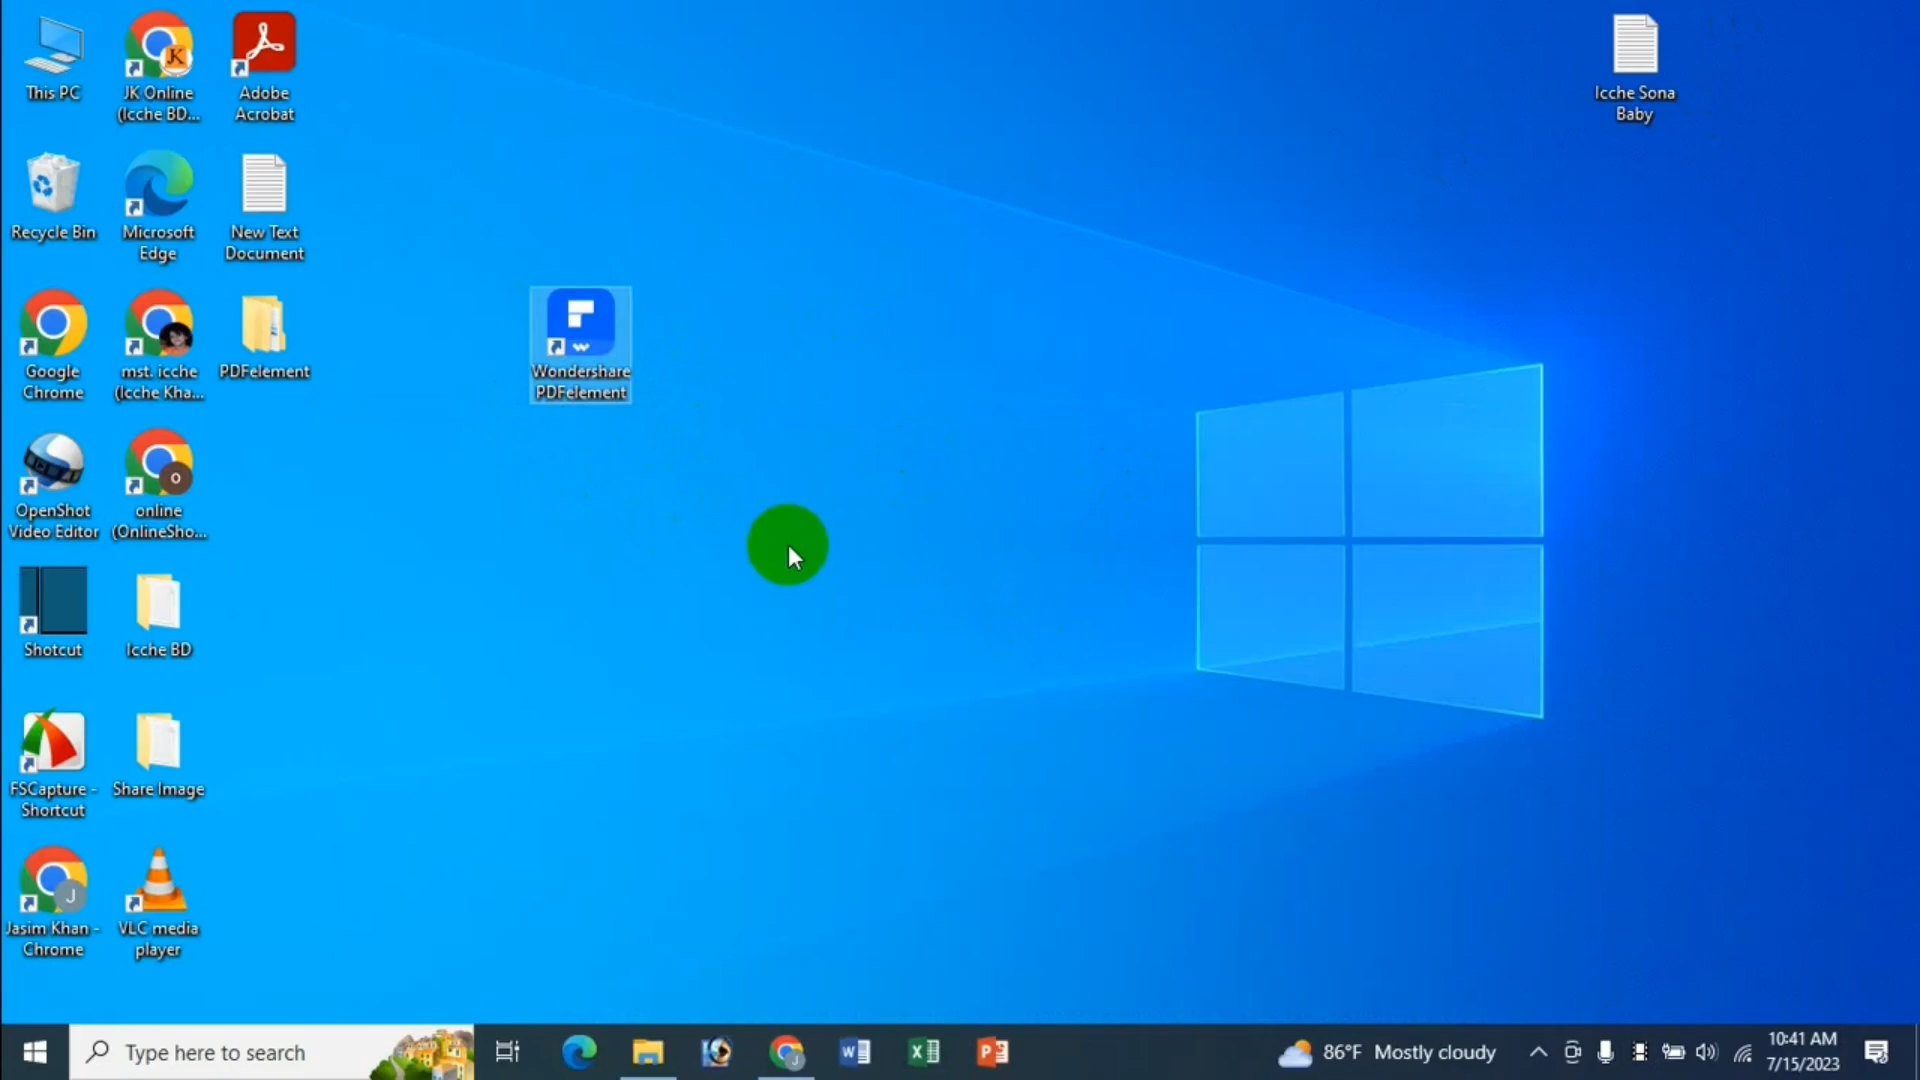 This PC
JK Online
(Icche BD...
Adobe
Acrobat
Icche Sona
Baby
Recycle Bin
Microsoft
Edge
New Text
Document
Google
Chrome
mst. icche
(Icche Kha...
PDFelement
Wondershare
PDFelement
OpenShot
Video Editor
online
(OnlineSho...
Shotcut
Icche BD
FSCapture -
Shortcut
Share Image
Jasim Khan -
Chrome
VLC media
player
Type here to search
86°F Mostly cloudy
10:41 AM
7/15/2023